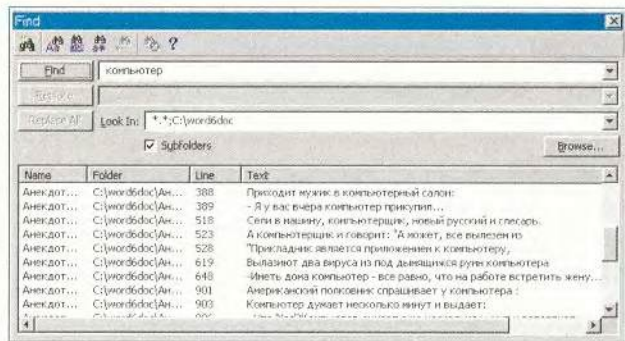 Find
Find компьютер
Replace
Replace All Look In: *.*;C:\word6doc
Subfolders Browse...
Name Folder Line Text
Анекдот... C:\word6doc\Ан... 388 Приходит мужик в компьютерный салон:
Анекдот... C:\word6doc\Ан... 389 - Я у вас вчера компьютер прикупил...
Анекдот... C:\word6doc\Ан... 518 Сели в машину, компьютерщик, новый русский и слесарь.
Анекдот... C:\word6doc\Ан... 523 А компьютерщик и говорит: "А может, все вылезем из
Анекдот... C:\word6doc\Ан... 528 "Прикладник является приложением к компьютеру,
Анекдот... C:\word6doc\Ан... 619 Вылазиют два вируса из под дымящихся руин компьютера
Анекдот... C:\word6doc\Ан... 648 -Иметь дома компьютер - все равно, что на работе встретить жену...
Анекдот... C:\word6doc\Ан... 901 Американский полковник спрашивает у компьютера :
Анекдот... C:\word6doc\Ан... 903 Компьютер думает несколько минут и выдает: